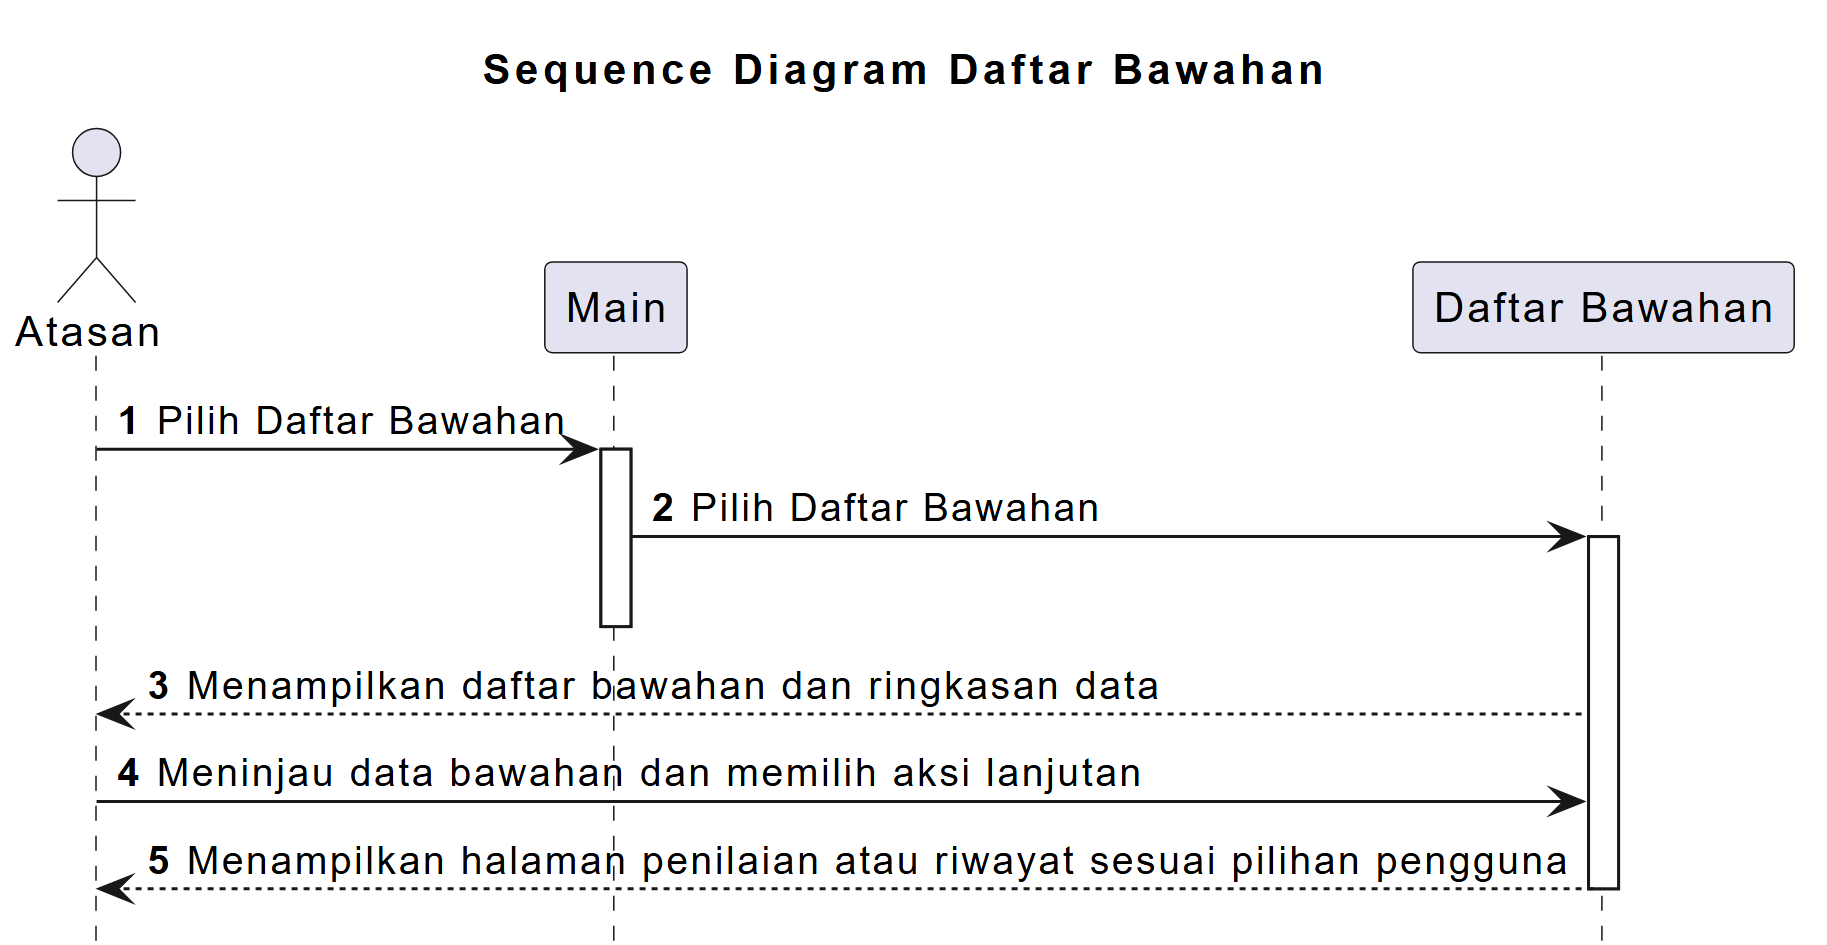 Sequence Diagram Daftar Bawahan
Atasan
Main
Daftar Bawahan
1 Pilih Daftar Bawahan
2 Pilih Daftar Bawahan
3 Menampilkan daftar bawahan dan ringkasan data
4 Meninjau data bawahan dan memilih aksi lanjutan
5 Menampilkan halaman penilaian atau riwayat sesuai pilihan pengguna